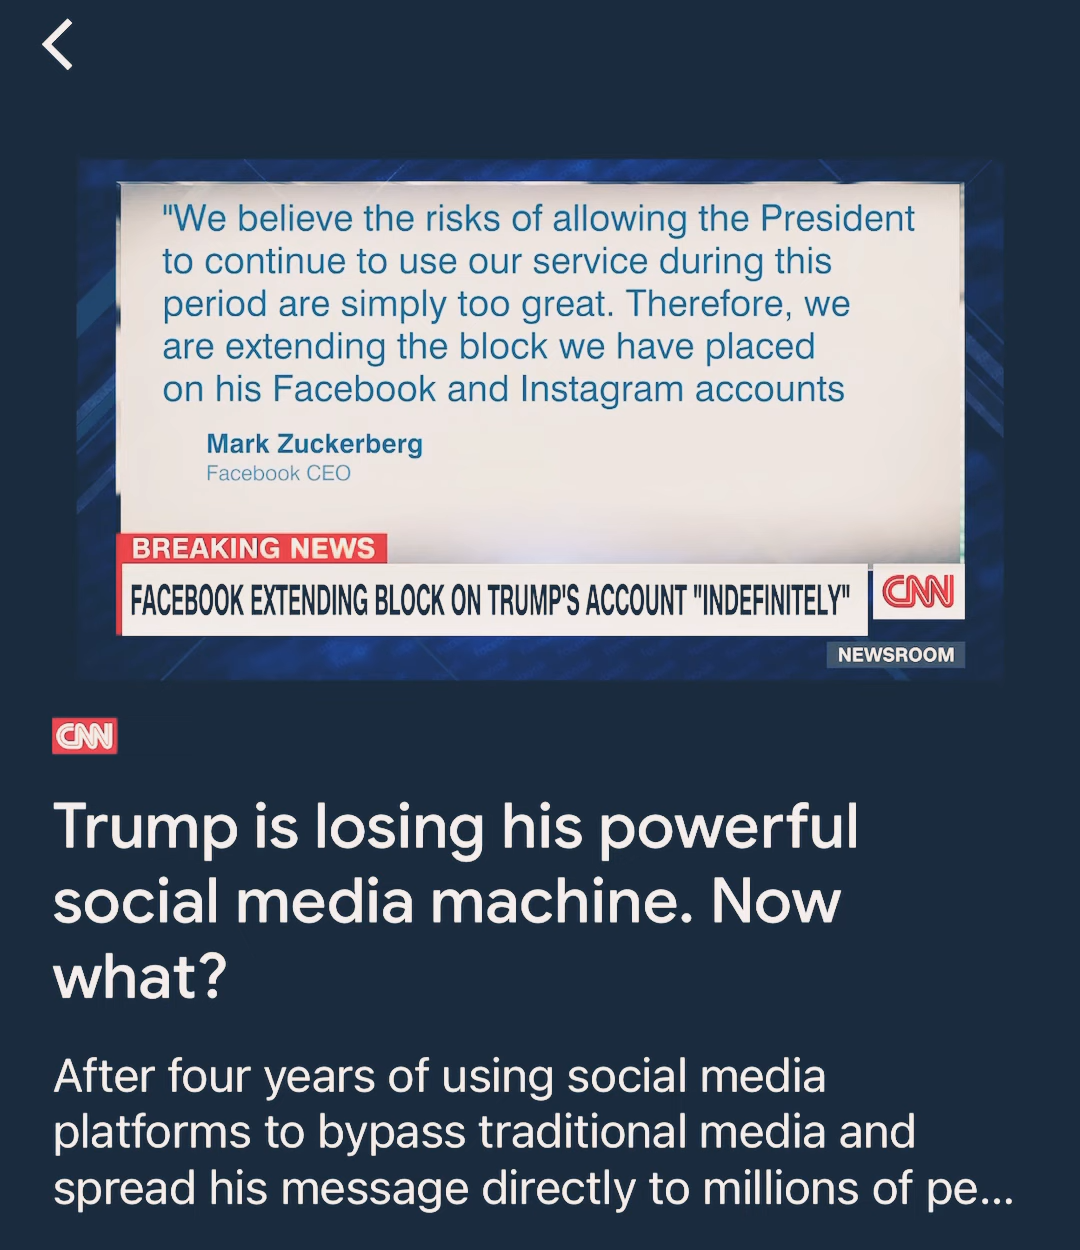 "We believe the risks of allowing the President
to continue to use our service during this
period are simply too great. Therefore, we
are extending the block we have placed
on his Facebook and Instagram accounts
Mark Zuckerberg
Facebook CEO
BREAKING NEWS
FACEBOOK EXTENDING BLOCK ON TRUMP'S ACCOUNT "INDEFINITELY"
CNN
NEWSROOM
CNN
Trump is losing his powerful
social media machine. Now
what?
After four years of using social media
platforms to bypass traditional media and
spread his message directly to millions of pe...